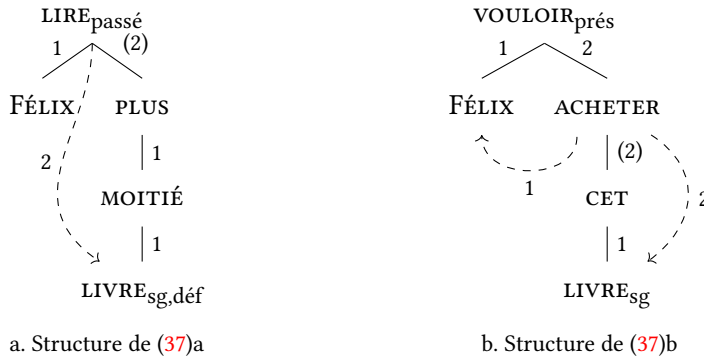 LIREpassé VOULOIRprés
1 (2) 1 2
FÉLIX PLUS FÉLIX ACHETER
2 1 1 (2) 2
MOITIÉ CET
1 1
LIVREsg,déf LIVREsg
a. Structure de (37)a b. Structure de (37)b